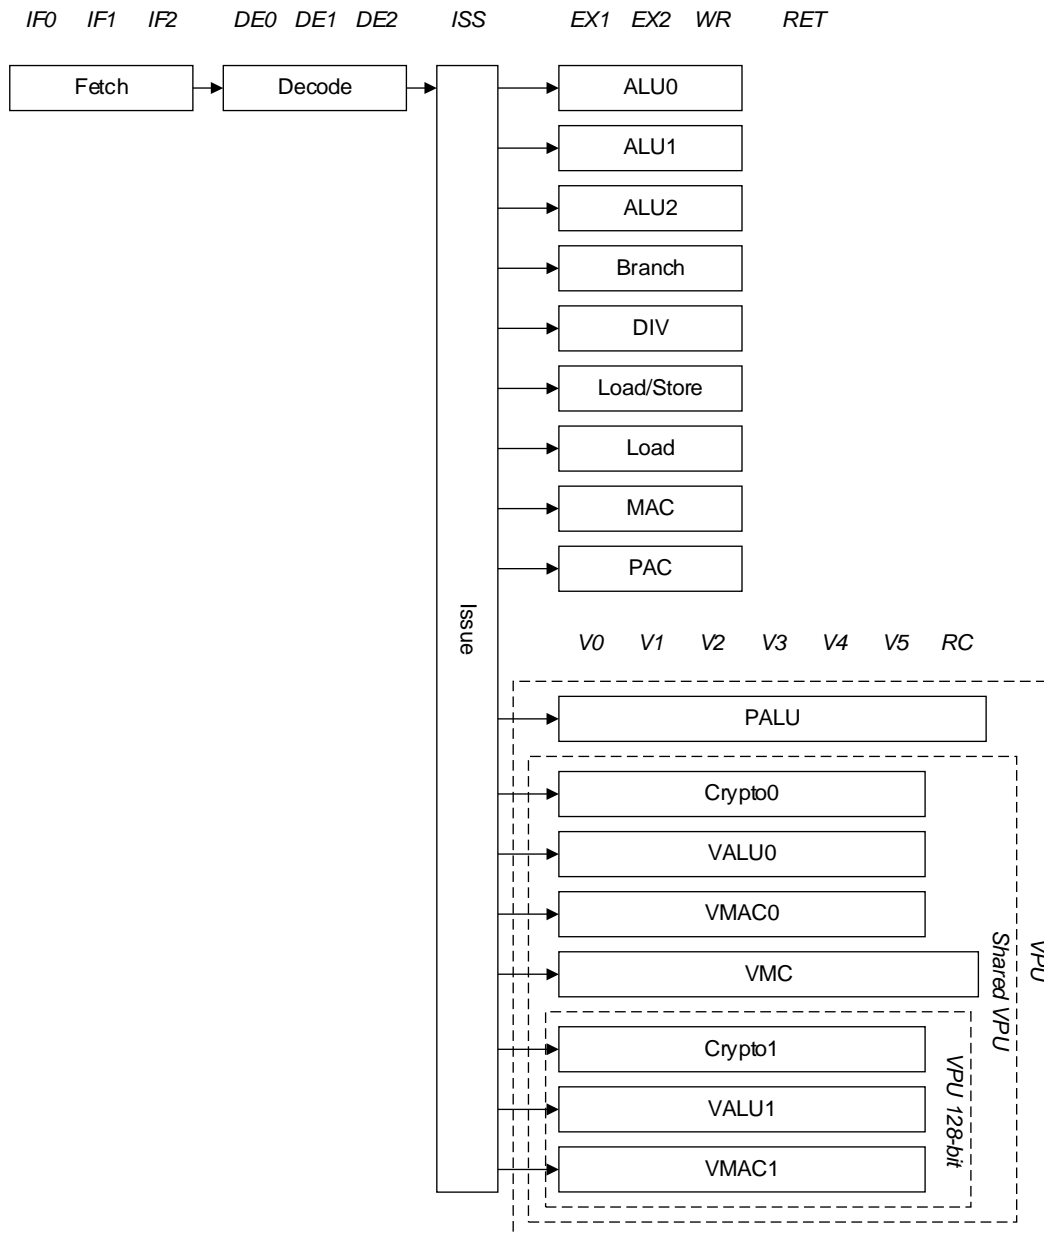 IF0 IF1 IF2 DE0 DE1 DE2 ISS EX1 EX2 WR RET
Fetch Decode ALU0
ALU1
ALU2
Branch
DIV
Load/Store
Load
MAC
PAC
Issue
V0 V1 V2 V3 V4 V5 RC
PALU
Crypto0
VALU0
VMAC0
VMC
Crypto1
VALU1
VMAC1
VPU 128-bit
Shared VPU
VPU